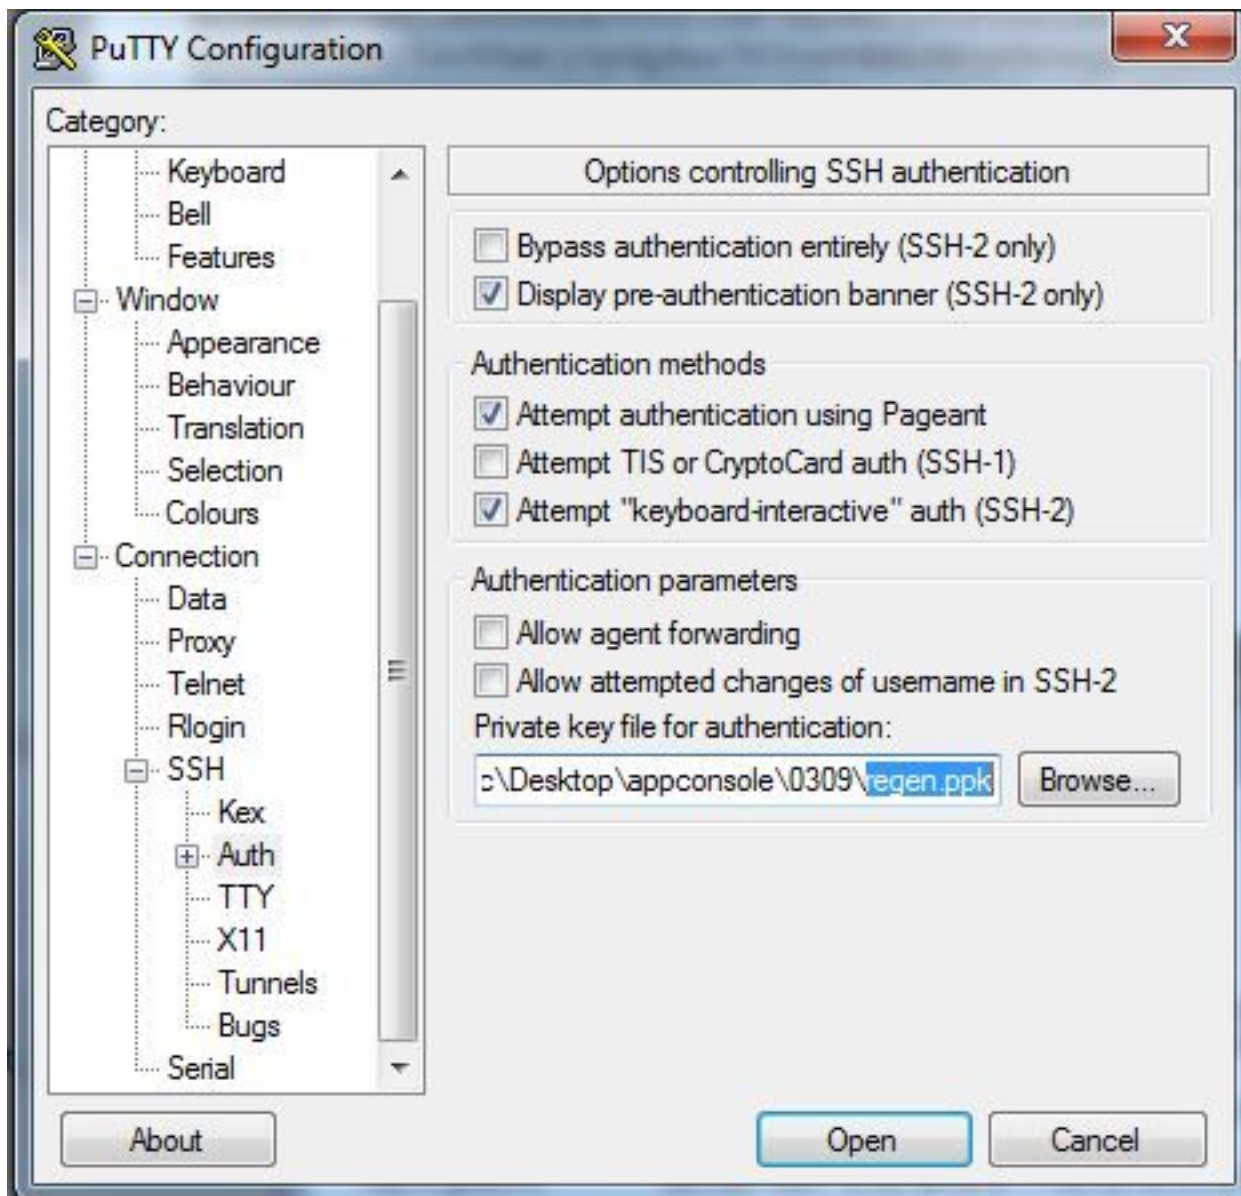 PuTTY Configuration
Category:
Keyboard
Bell
Features
Window
Appearance
Behaviour
Translation
Selection
Colours
Connection
Data
Proxy
Telnet
Rlogin
SSH
Kex
Auth
TTY
X11
Tunnels
Bugs
Serial
Options controlling SSH authentication
Bypass authentication entirely (SSH-2 only)
Display pre-authentication banner (SSH-2 only)
Authentication methods
Attempt authentication using Pageant
Attempt TIS or CryptoCard auth (SSH-1)
Attempt "keyboard-interactive" auth (SSH-2)
Authentication parameters
Allow agent forwarding
Allow attempted changes of username in SSH-2
Private key file for authentication:
c\Desktop\appconsole\0309\regen.ppk
Browse...
About
Open
Cancel